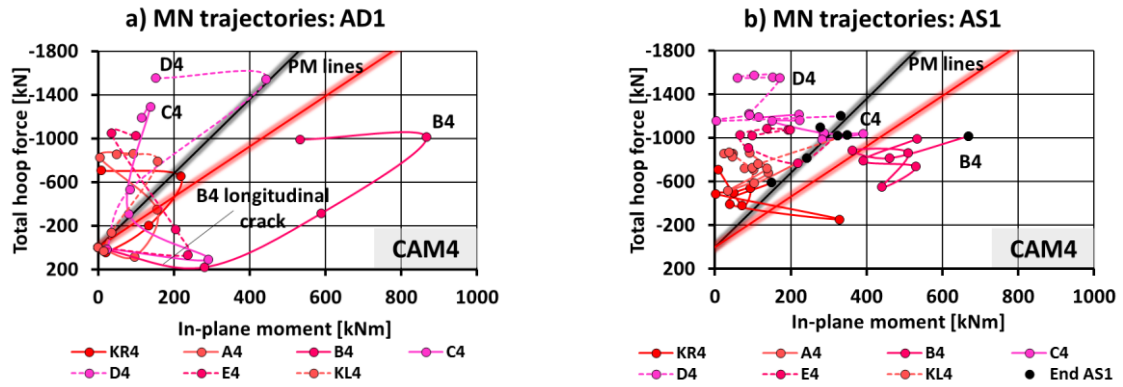 a) MN trajectories: AD1
Total hoop force [kN]
-1800
-1400
-1000
-600
-200
200
0
200
400
600
800
1000
In-plane moment [kNm]
D4
PM lines
C4
B4
B4 longitudinal
crack
CAM4
KR4
A4
B4
C4
D4
E4
KL4
b) MN trajectories: AS1
Total hoop force [kN]
-1800
-1400
-1000
-600
-200
200
0
200
400
600
800
1000
In-plane moment [kNm]
PM lines
D4
C4
B4
CAM4
KR4
A4
B4
C4
D4
E4
KL4
End AS1